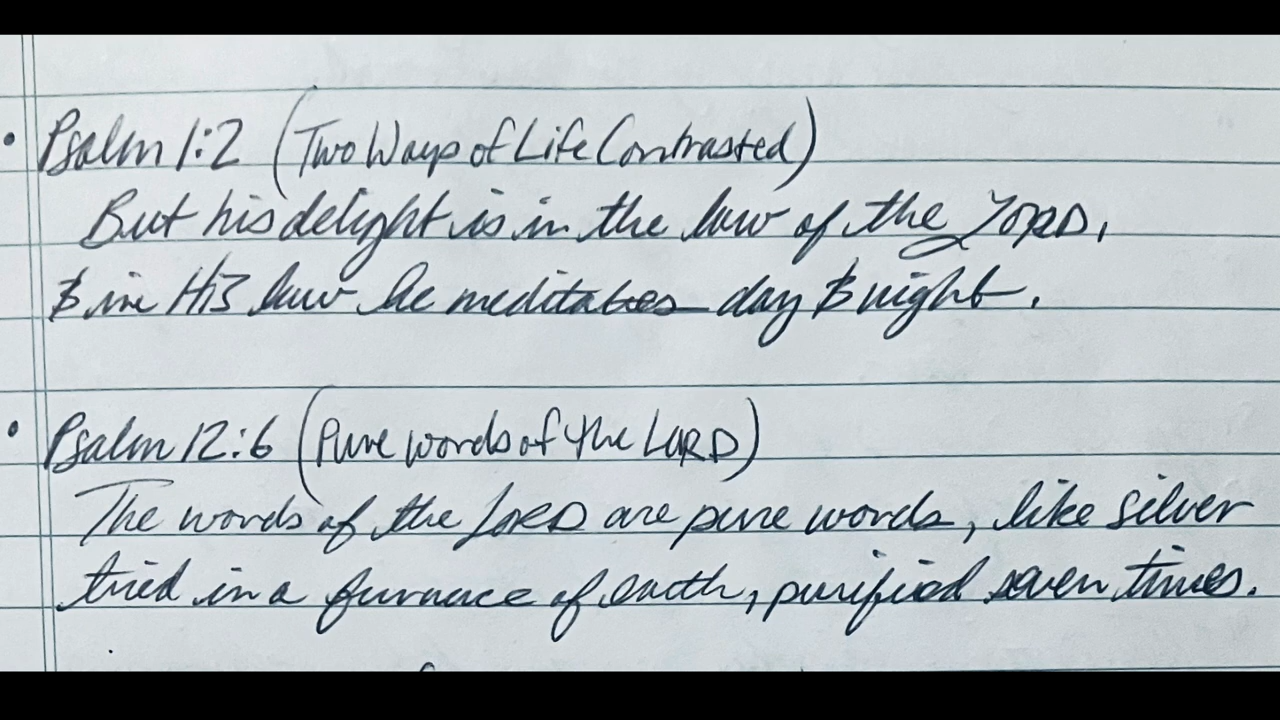 • Psalm 1:2 (Two Ways of Life Contrasted)
But his delight is in the law of the LORD,
& in His law he meditates day & night.
• Psalm 12:6 (Pure words of the LORD)
The words of the LORD are pure words, like silver
tried in a furnace of earth, purified seven times.